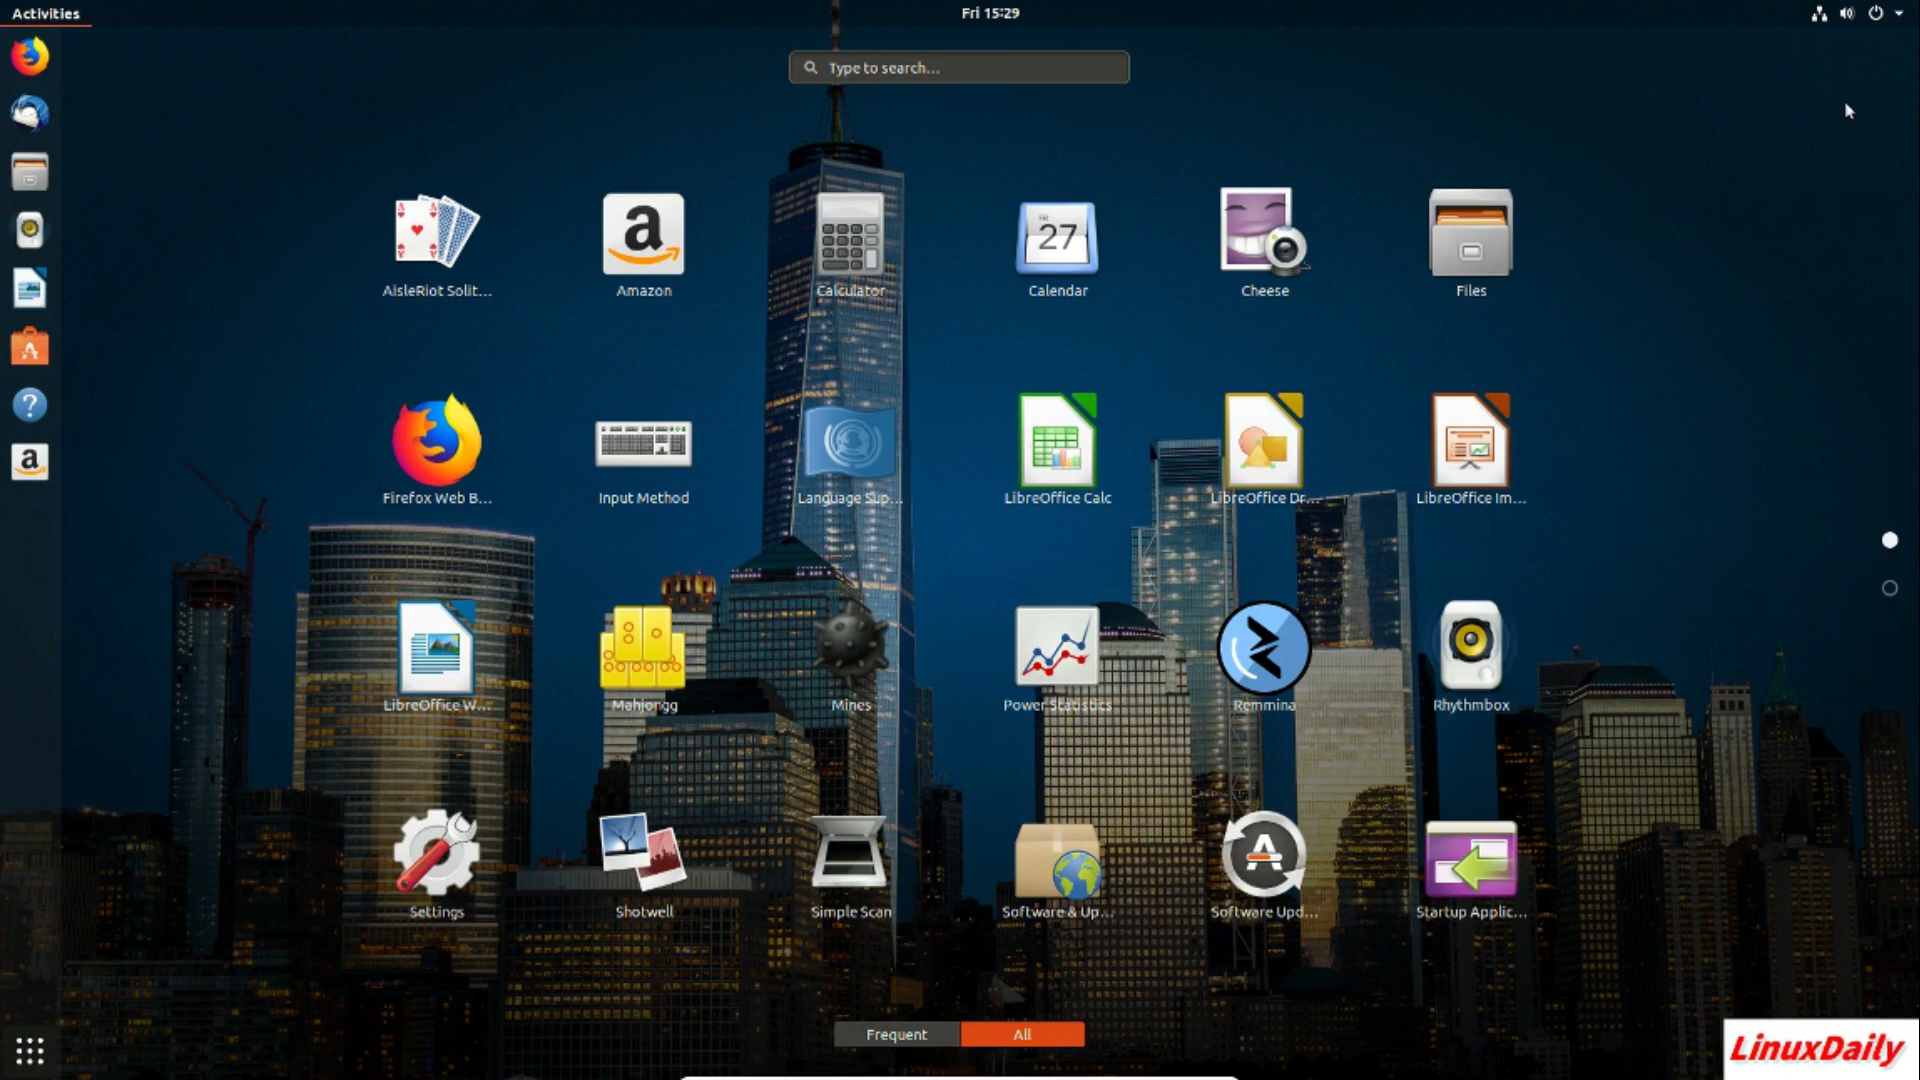 Activities
Fri 15:29
Type to search...
AisleRiot Solit...
Amazon
Calculator
FR
27
Calendar
Cheese
Files
Firefox Web B...
Input Method
Language Sup...
LibreOffice Calc
LibreOffice Dr...
LibreOffice Im...
LibreOffice W...
Mahjongg
Mines
Power Statistics
Remmina
Rhythmbox
Settings
Shotwell
Simple Scan
Software & Up...
Software Upd...
Startup Applic...
Frequent
All
LinuxDaily